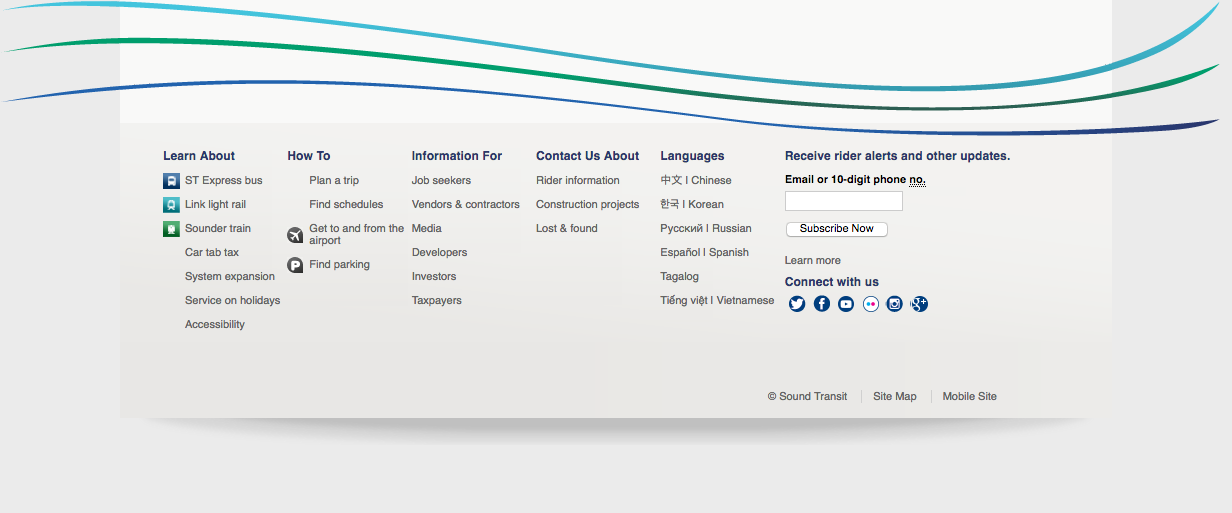 Learn About
ST Express bus
Link light rail
Sounder train
Car tab tax
System expansion
Service on holidays
Accessibility
How To
Plan a trip
Find schedules
Get to and from the
airport
P
Find parking
Information For
Job seekers
Vendors & contractors
Media
Developers
Investors
Taxpayers
Contact Us About
Rider information
Construction projects
Lost & found
Languages
中文 | Chinese
한국 | Korean
Русский | Russian
Español | Spanish
Tagalog
Tiếng việt | Vietnamese
Receive rider alerts and other updates.
Email or 10-digit phone no.
Subscribe Now
Learn more
Connect with us
© Sound Transit
Site Map
Mobile Site